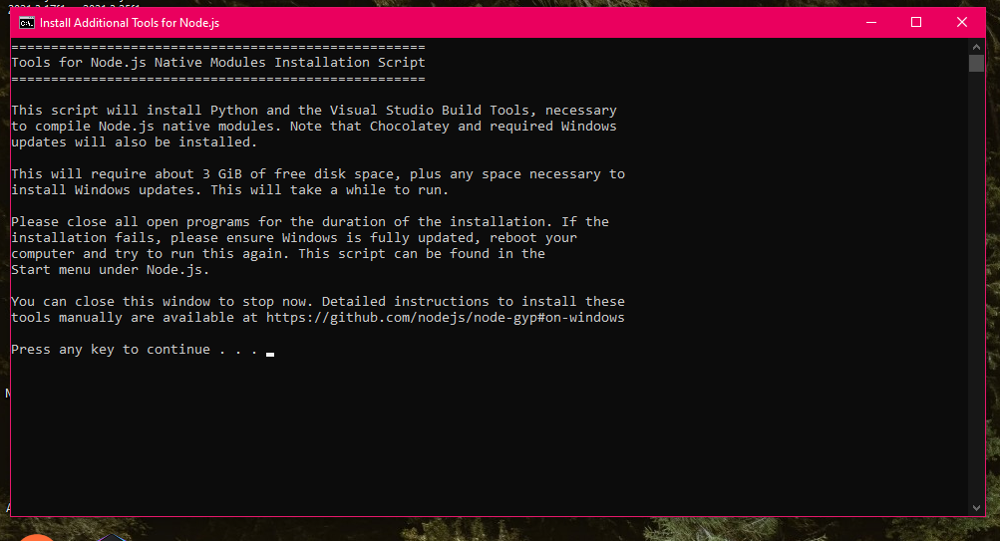 Install Additional Tools for Node.js
====================================================
Tools for Node.js Native Modules Installation Script
====================================================
This script will install Python and the Visual Studio Build Tools, necessary
to compile Node.js native modules. Note that Chocolatey and required Windows
updates will also be installed.
This will require about 3 GiB of free disk space, plus any space necessary to
install Windows updates. This will take a while to run.
Please close all open programs for the duration of the installation. If the
installation fails, please ensure Windows is fully updated, reboot your
computer and try to run this again. This script can be found in the
Start menu under Node.js.
You can close this window to stop now. Detailed instructions to install these
tools manually are available at https://github.com/nodejs/node-gyp#on-windows
Press any key to continue . . .